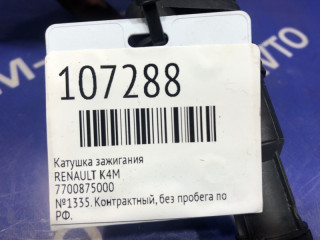 107288
Катушка зажигания
RENAULT K4M
7700875000
№1335. Контрактный, без пробега по
РФ.